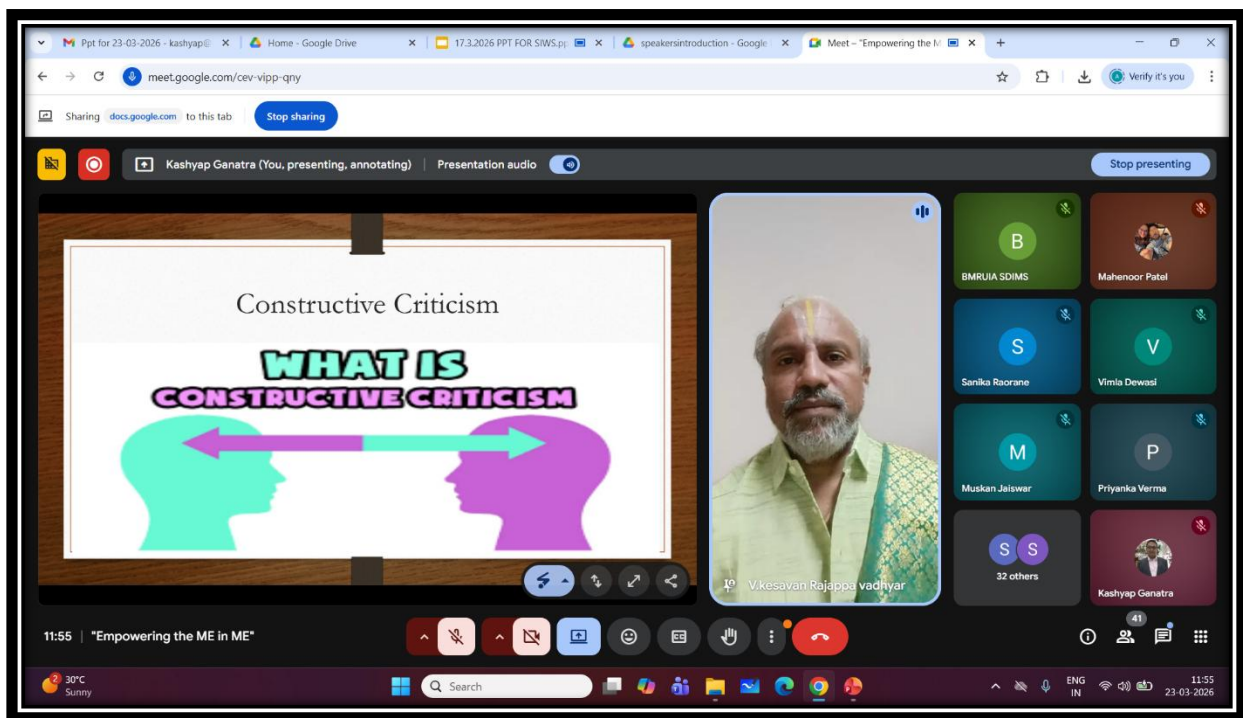 Ppt for 23-03-2026 - kashyap@
Home - Google Drive
17.3.2026 PPT FOR SIWS.pp
speakersintroduction - Google
Meet – "Empowering the M
meet.google.com/cev-vipp-qny
Verify it's you
Sharing docs.google.com to this tab
Stop sharing
Kashyap Ganatra (You, presenting, annotating)
Presentation audio
Stop presenting
Constructive Criticism
WHAT IS
CONSTRUCTIVE CRITICISM
V.kesavan Rajappa vadhyar
B
BMRUIA SDIMS
Mahenoor Patel
S
Sanika Raorane
V
Vimla Dewasi
M
Muskan Jaiswar
P
Priyanka Verma
S S
32 others
Kashyap Ganatra
11:55 | "Empowering the ME in ME"
CC
41
2
30°C
Sunny
Search
ENG
IN
11:55
23-03-2026